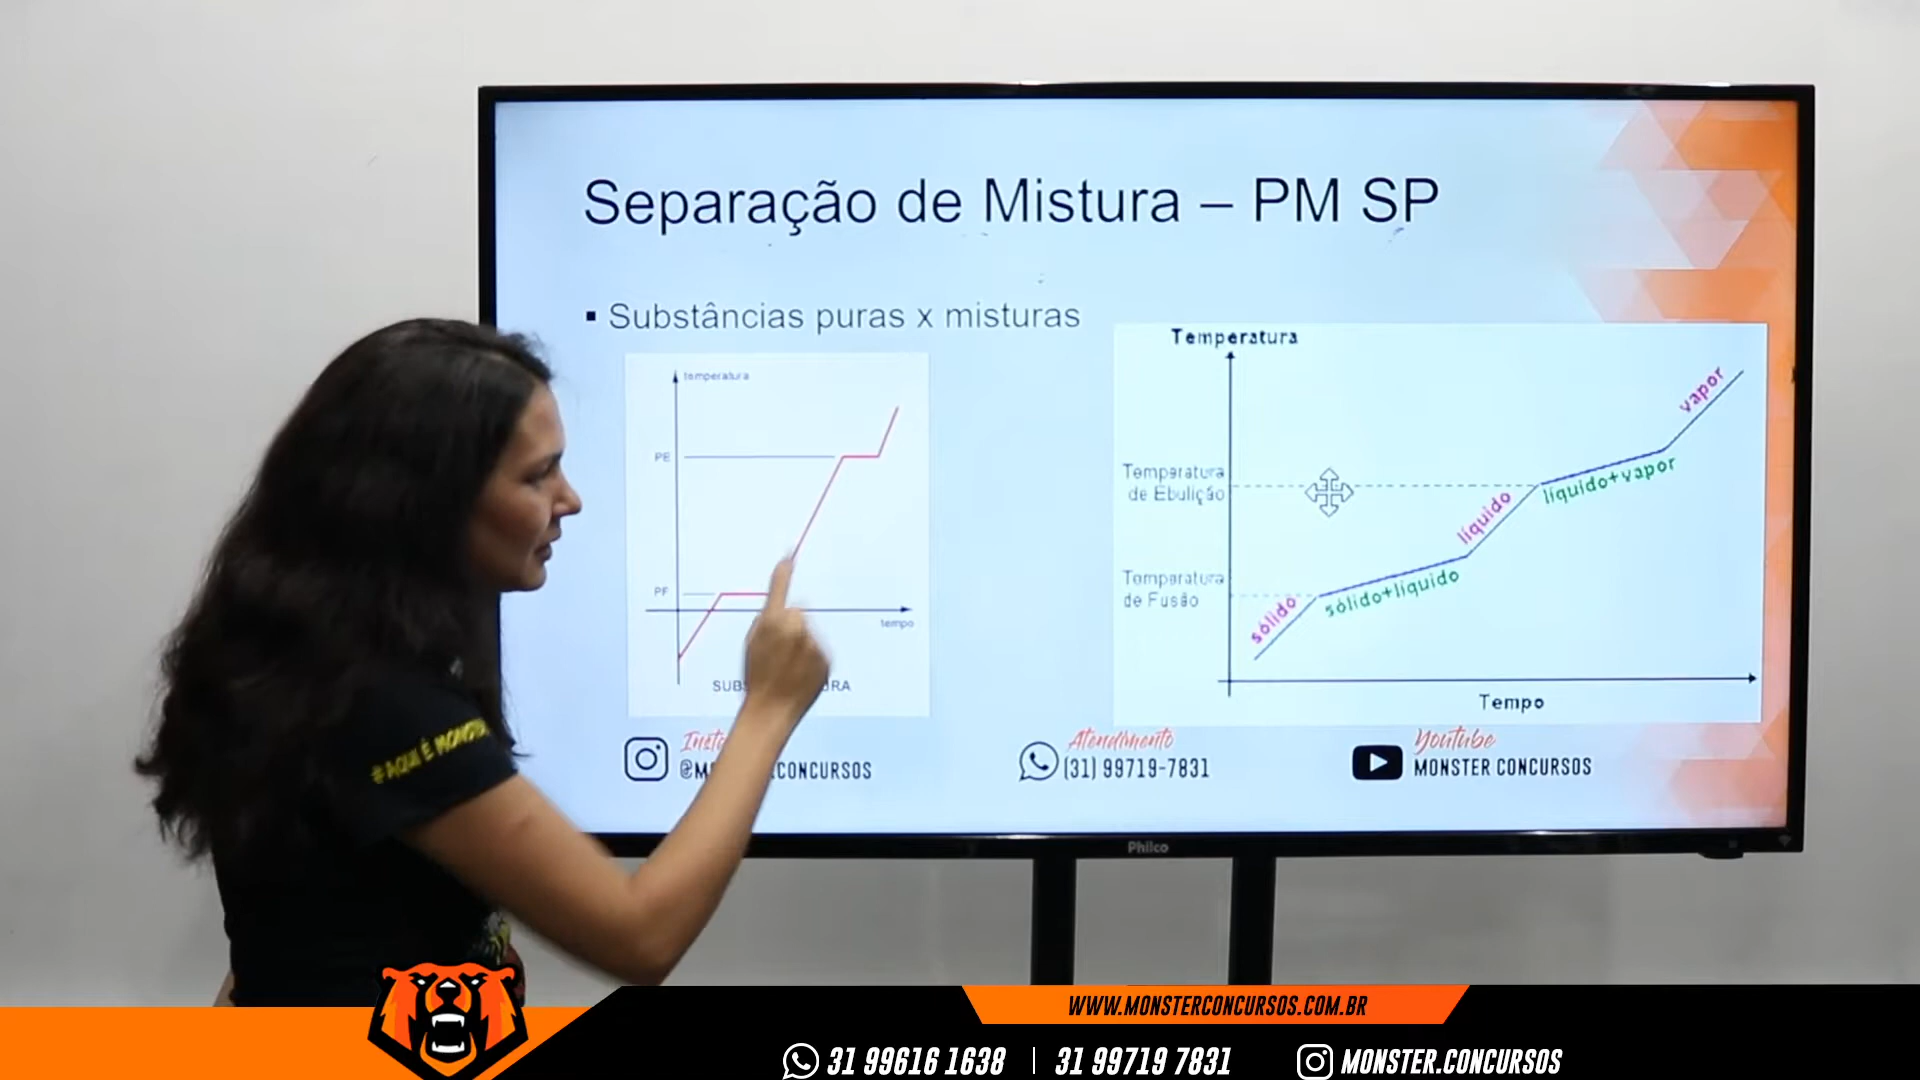 Separação de Mistura – PM SP
▪ Substâncias puras x misturas
temperatura
PE
PF
tempo
Temperatura
Temperatura
de Ebulição
Temperatura
de Fusão
sólido
sólido+líquido
líquido
líquido+vapor
vapor
Tempo
#AQUI É
@MO CONCURSOS
Atendimento
(31) 99719-7831
Youtube
MONSTER CONCURSOS
Philco
WWW.MONSTERCONCURSOS.COM.BR
31 99616 1638 | 31 99719 7831
MONSTER.CONCURSOS